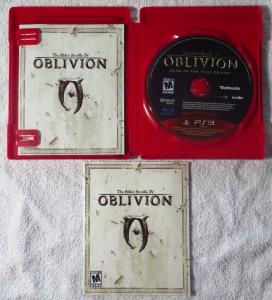 The Elder Scrolls IV
OBLIVION
The Elder Scrolls IV
OBLIVION
Game of the Year Edition
M
Bethesda
PS3
The Elder Scrolls IV
OBLIVION
M